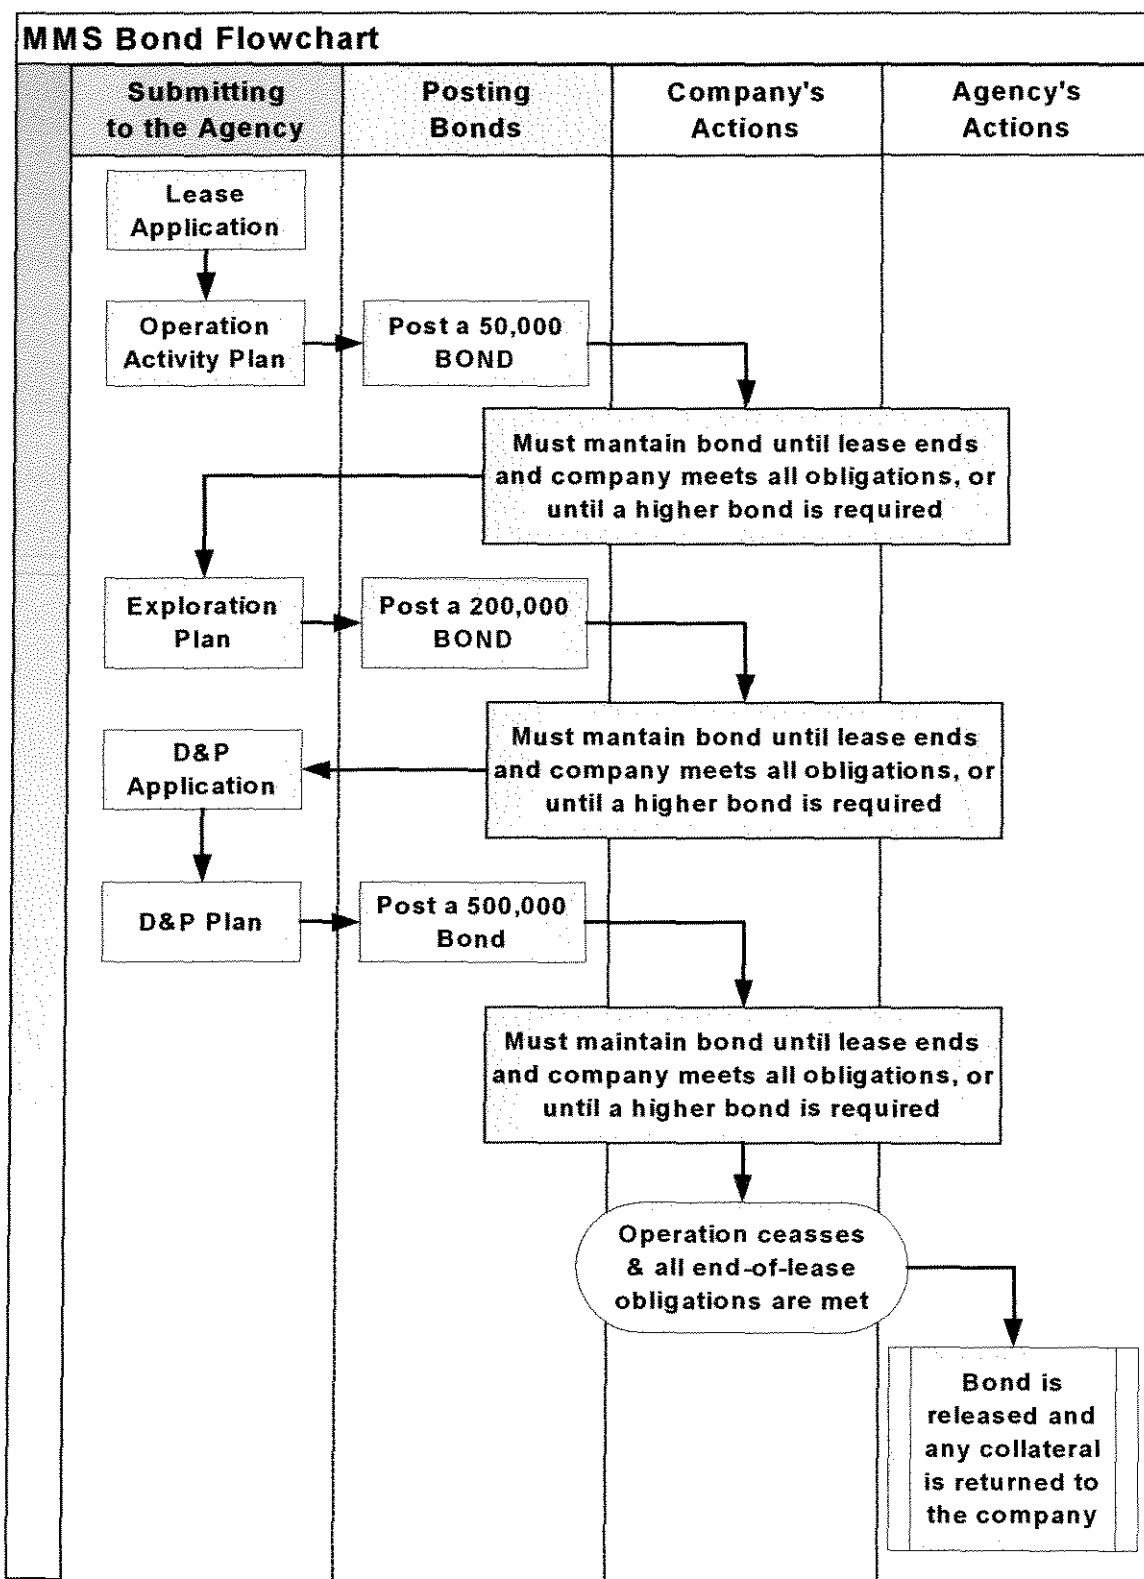 MMS Bond Flowchart
Submitting
to the Agency
Posting
Bonds
Company's
Actions
Agency's
Actions
Lease
Application
Operation
Activity Plan
Post a 50,000
BOND
Must mantain bond until lease ends
and company meets all obligations, or
until a higher bond is required
Exploration
Plan
Post a 200,000
BOND
Must mantain bond until lease ends
and company meets all obligations, or
until a higher bond is required
D&P
Application
D&P Plan
Post a 500,000
Bond
Must maintain bond until lease ends
and company meets all obligations, or
until a higher bond is required
Operation ceasses
& all end-of-lease
obligations are met
Bond is
released and
any collateral
is returned to
the company